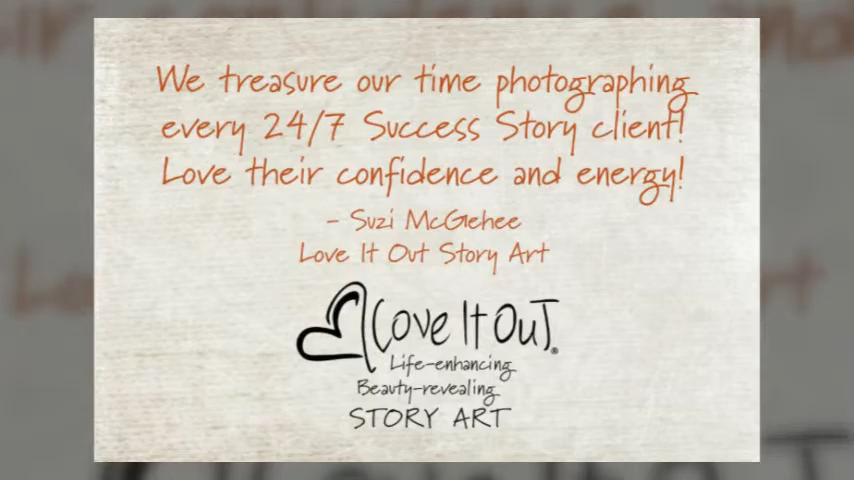 We treasure our time photographing
every 24/7 Success Story client!
Love their confidence and energy!
- Suzi McGehee
Love It Out Story Art
Love It Out®
Life-enhancing
Beauty-revealing
STORY ART